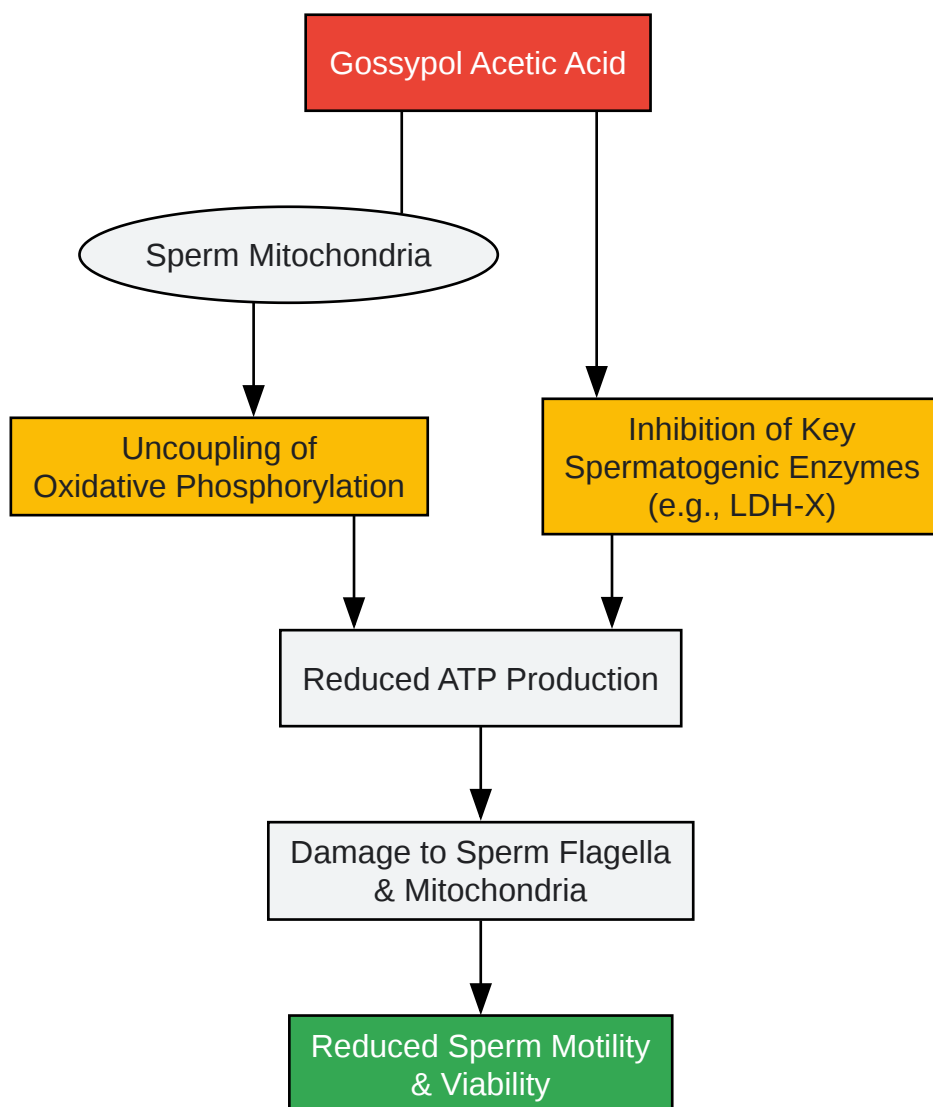 Gossypol Acetic Acid
Sperm Mitochondria
Uncoupling of
Oxidative Phosphorylation
Inhibition of Key
Spermatogenic Enzymes
(e.g., LDH-X)
Reduced ATP Production
Damage to Sperm Flagella
& Mitochondria
Reduced Sperm Motility
& Viability